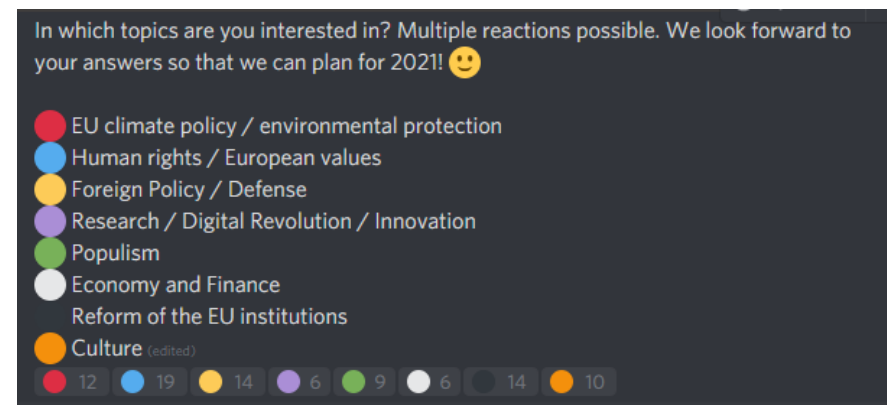 In which topics are you interested in? Multiple reactions possible. We look forward to
your answers so that we can plan for 2021!
EU climate policy / environmental protection
Human rights / European values
Foreign Policy / Defense
Research / Digital Revolution / Innovation
Populism
Economy and Finance
Reform of the EU institutions
Culture (edited)
12 19 14 6 9 6 14 10